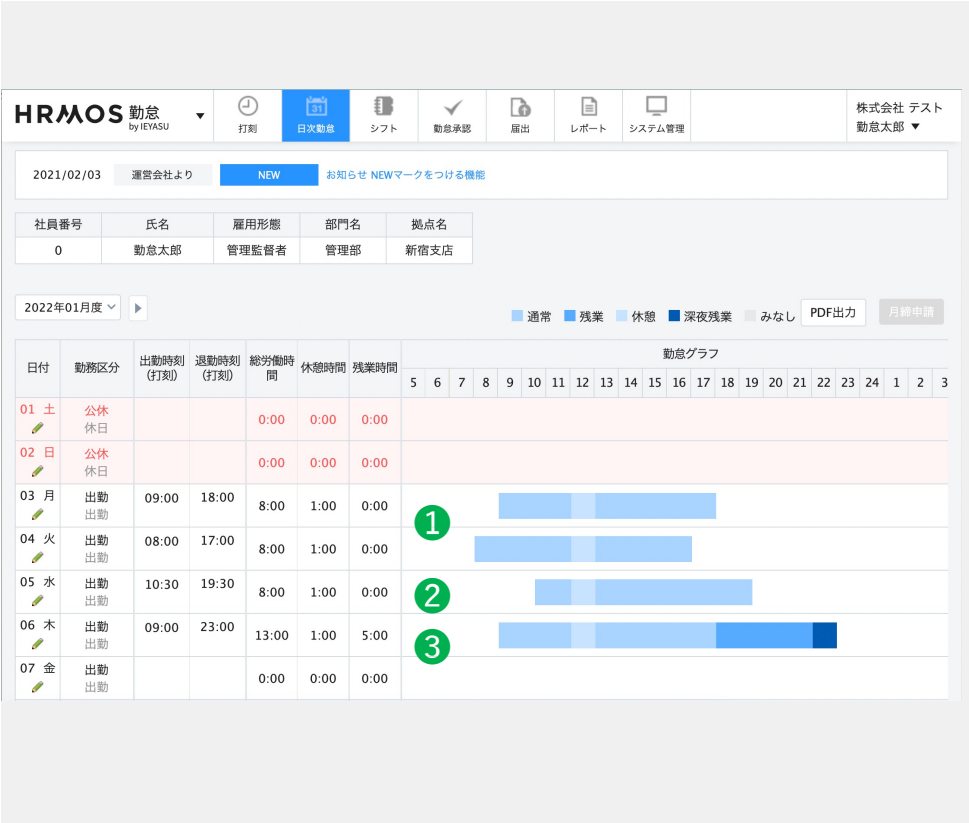 HRMOS 勤怠 by IEYASU ▼
打刻 日次勤怠 シフト 勤怠承認 届出 レポート システム管理
株式会社 テスト
勤怠太郎 ▼
2021/02/03 運営会社より NEW お知らせ NEWマークをつける機能
社員番号 氏名 雇用形態 部門名 拠点名
0 勤怠太郎 管理監督者 管理部 新宿支店
2022年01月度
通常 残業 休憩 深夜残業 みなし PDF出力 月締申請
日付 勤務区分 出勤時刻(打刻) 退勤時刻(打刻) 総労働時間 休憩時間 残業時間 勤怠グラフ
5 6 7 8 9 10 11 12 13 14 15 16 17 18 19 20 21 22 23 24 1 2 3
01 土 公休 0:00 0:00 0:00
休日
02 日 公休 0:00 0:00 0:00
休日
03 月 出勤 09:00 18:00 8:00 1:00 0:00
出勤
1
04 火 出勤 08:00 17:00 8:00 1:00 0:00
出勤
05 水 出勤 10:30 19:30 8:00 1:00 0:00
出勤
2
06 木 出勤 09:00 23:00 13:00 1:00 5:00
出勤
3
07 金 出勤 0:00 0:00 0:00
出勤